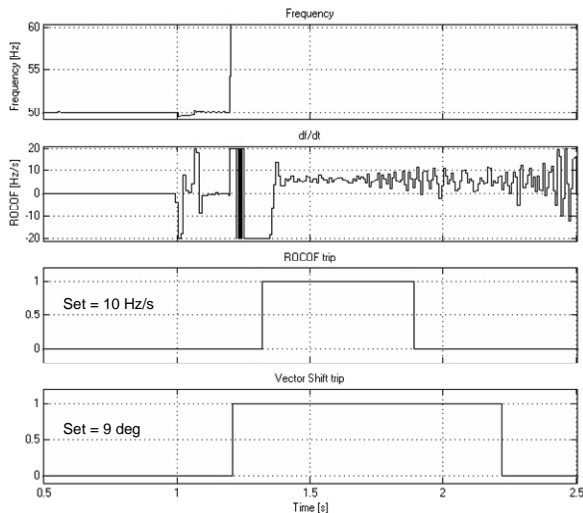 Frequency
60
55
50
Frequency [Hz]
df/dt
20
10
0
-10
-20
ROCOF [Hz/s]
ROCOF trip
1
0.5
0
Set = 10 Hz/s
Vector Shift trip
1
0.5
0
Set = 9 deg
0.5 1 1.5 2 2.5
Time [s]